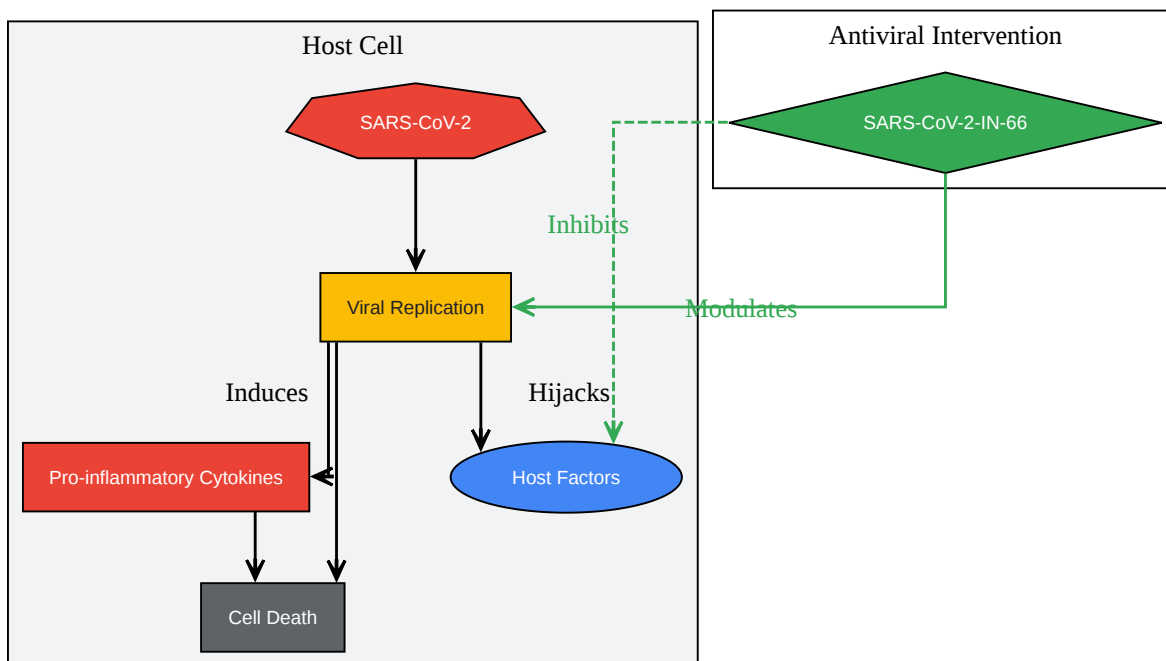 Host Cell
Antiviral Intervention
SARS-CoV-2
SARS-CoV-2-IN-66
Inhibits
Viral Replication
Modulates
Induces
Hijacks
Pro-inflammatory Cytokines
Host Factors
Cell Death